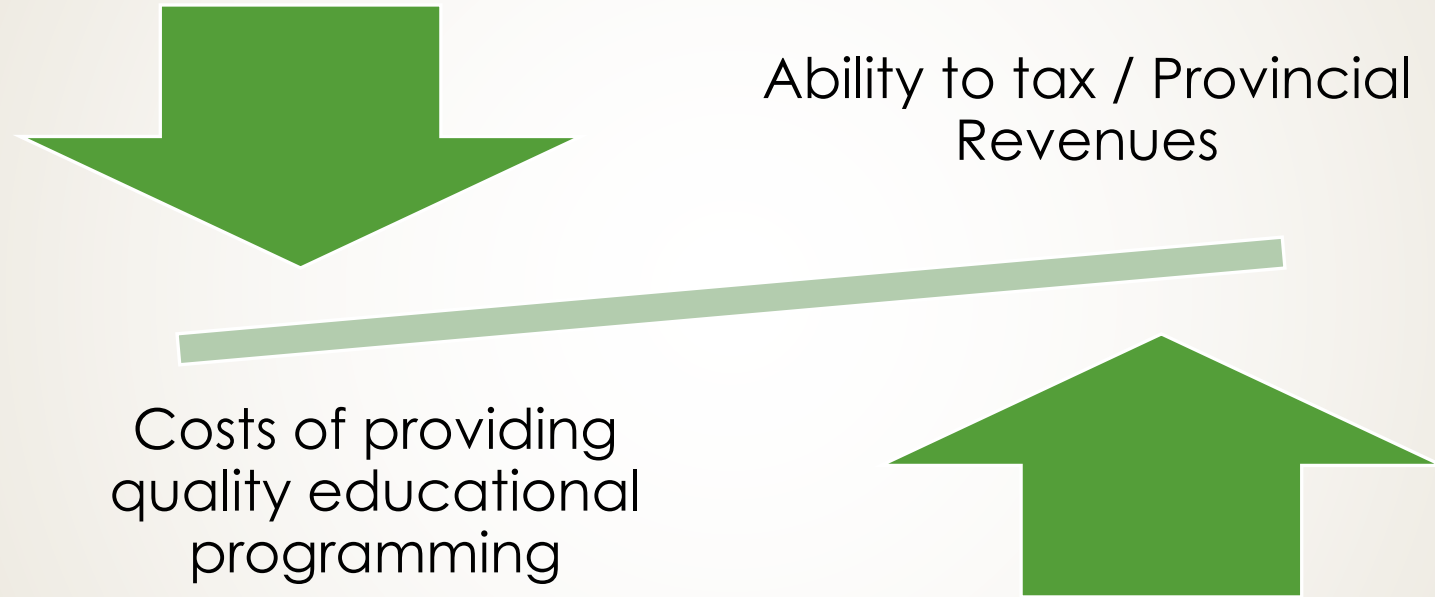 Ability to tax / Provincial
Revenues
Costs of providing
quality educational
programming